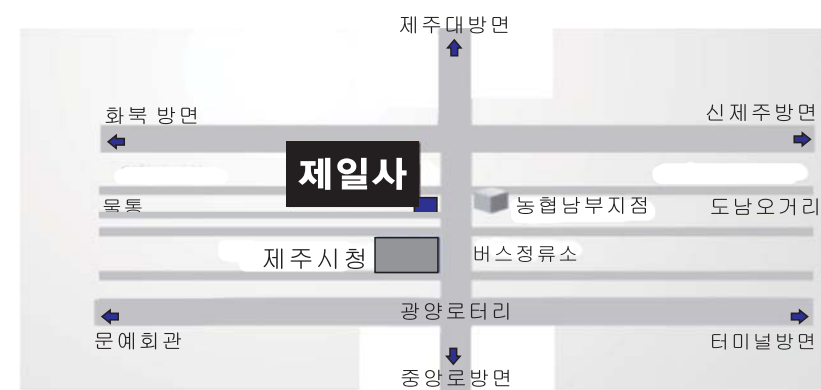 제주대방면
화북 방면
신제주방면
제일사
물통
농협남부지점
도남오거리
제주시청
버스정류소
광양로터리
문예회관
터미널방면
중앙로방면